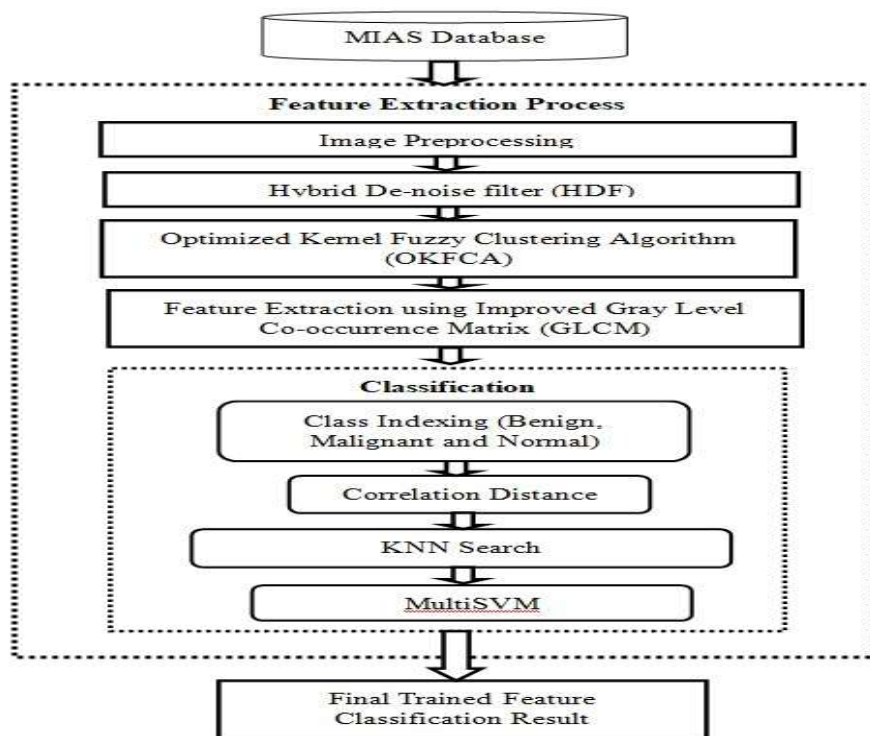 MIAS Database
Feature Extraction Process
Image Preprocessing
Hybrid De-noise filter (HDF)
Optimized Kernel Fuzzy Clustering Algorithm
(OKFCA)
Feature Extraction using Improved Gray Level
Co-occurrence Matrix (GLCM)
Classification
Class Indexing (Benign,
Malignant and Normal)
Correlation Distance
KNN Search
MultiSVM
Final Trained Feature
Classification Result